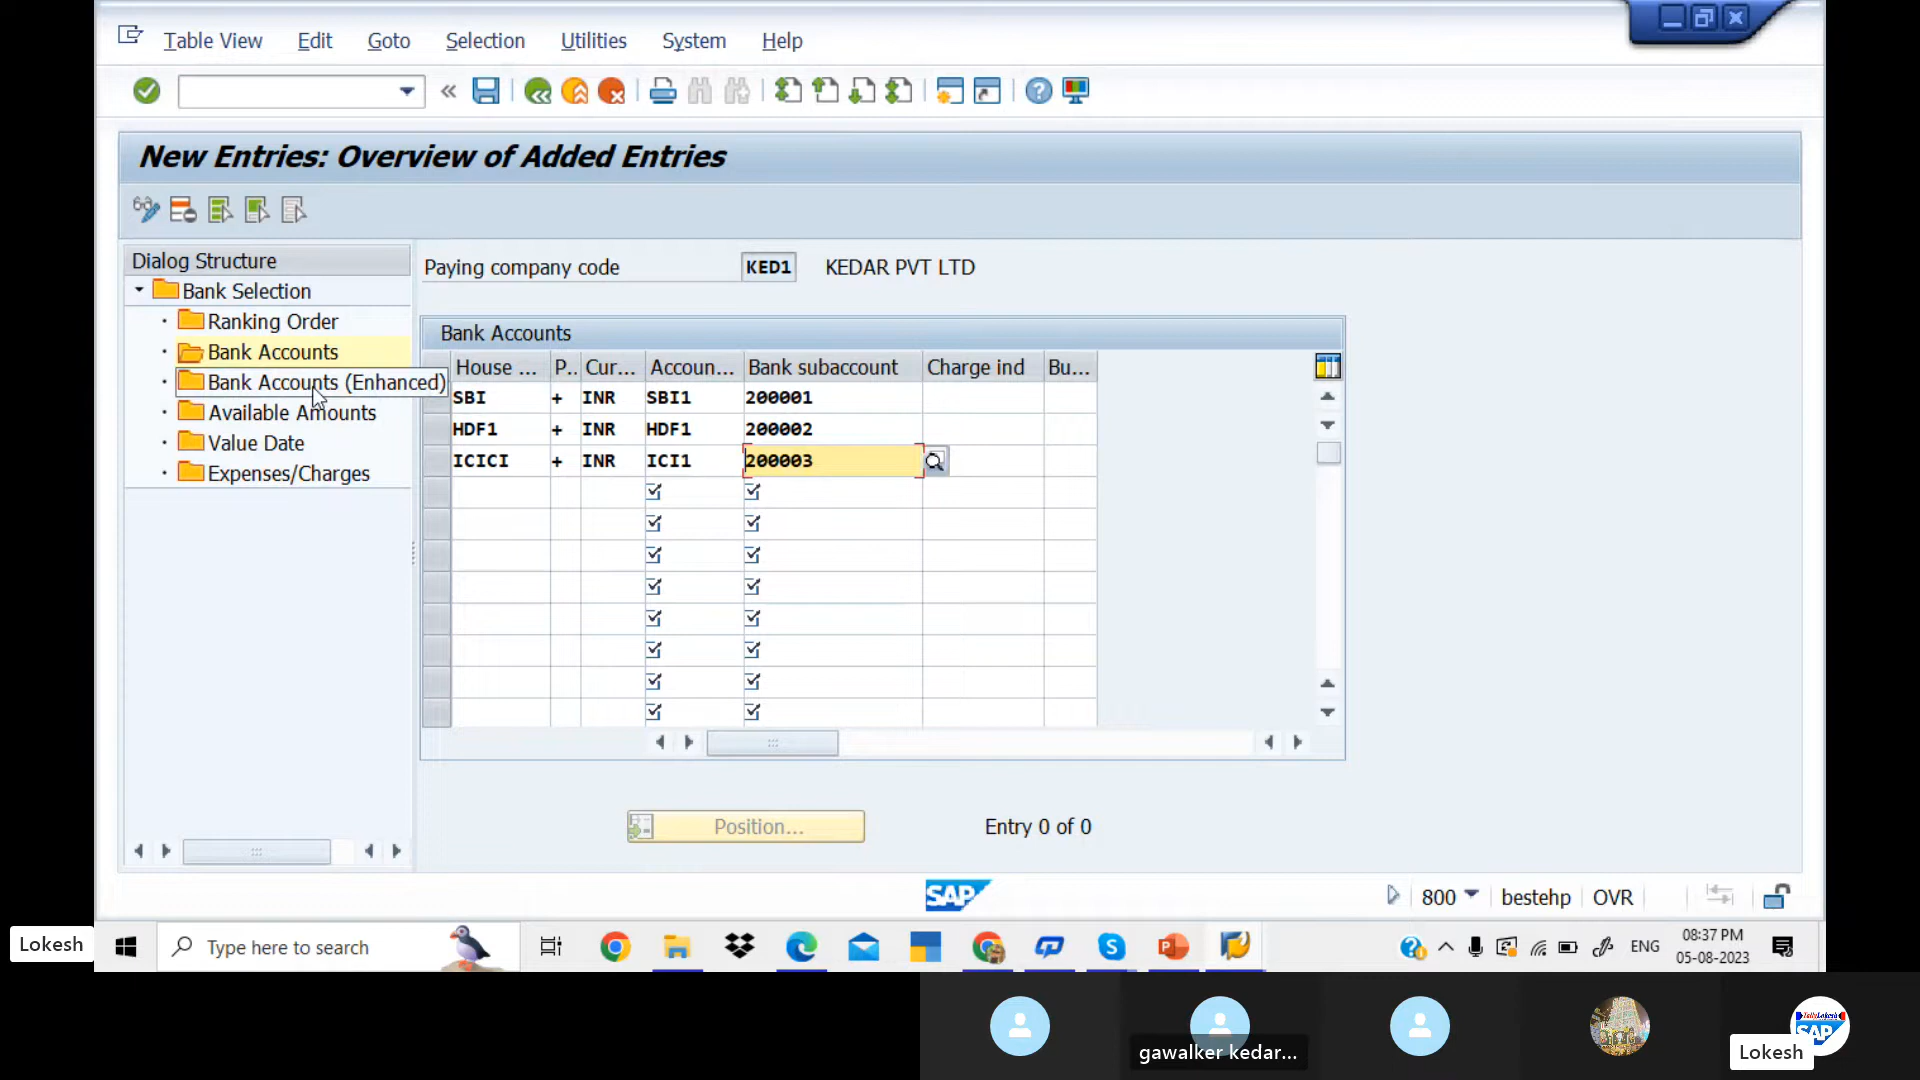 Table View Edit Goto Selection Utilities System Help
New Entries: Overview of Added Entries
Dialog Structure
Bank Selection
Ranking Order
Bank Accounts
Bank Accounts (Enhanced)
Available Amounts
Value Date
Expenses/Charges
Paying company code KED1 KEDAR PVT LTD
Bank Accounts
House ... P.. Cur... Accoun... Bank subaccount Charge ind Bu...
SBI + INR SBI1 200001
HDF1 + INR HDF1 200002
ICICI + INR ICI1 200003
Position... Entry 0 of 0
SAP 800 bestehp OVR
Lokesh
Type here to search
ENG
08:37 PM
05-08-2023
gawalker kedar...
SAP
Lokesh